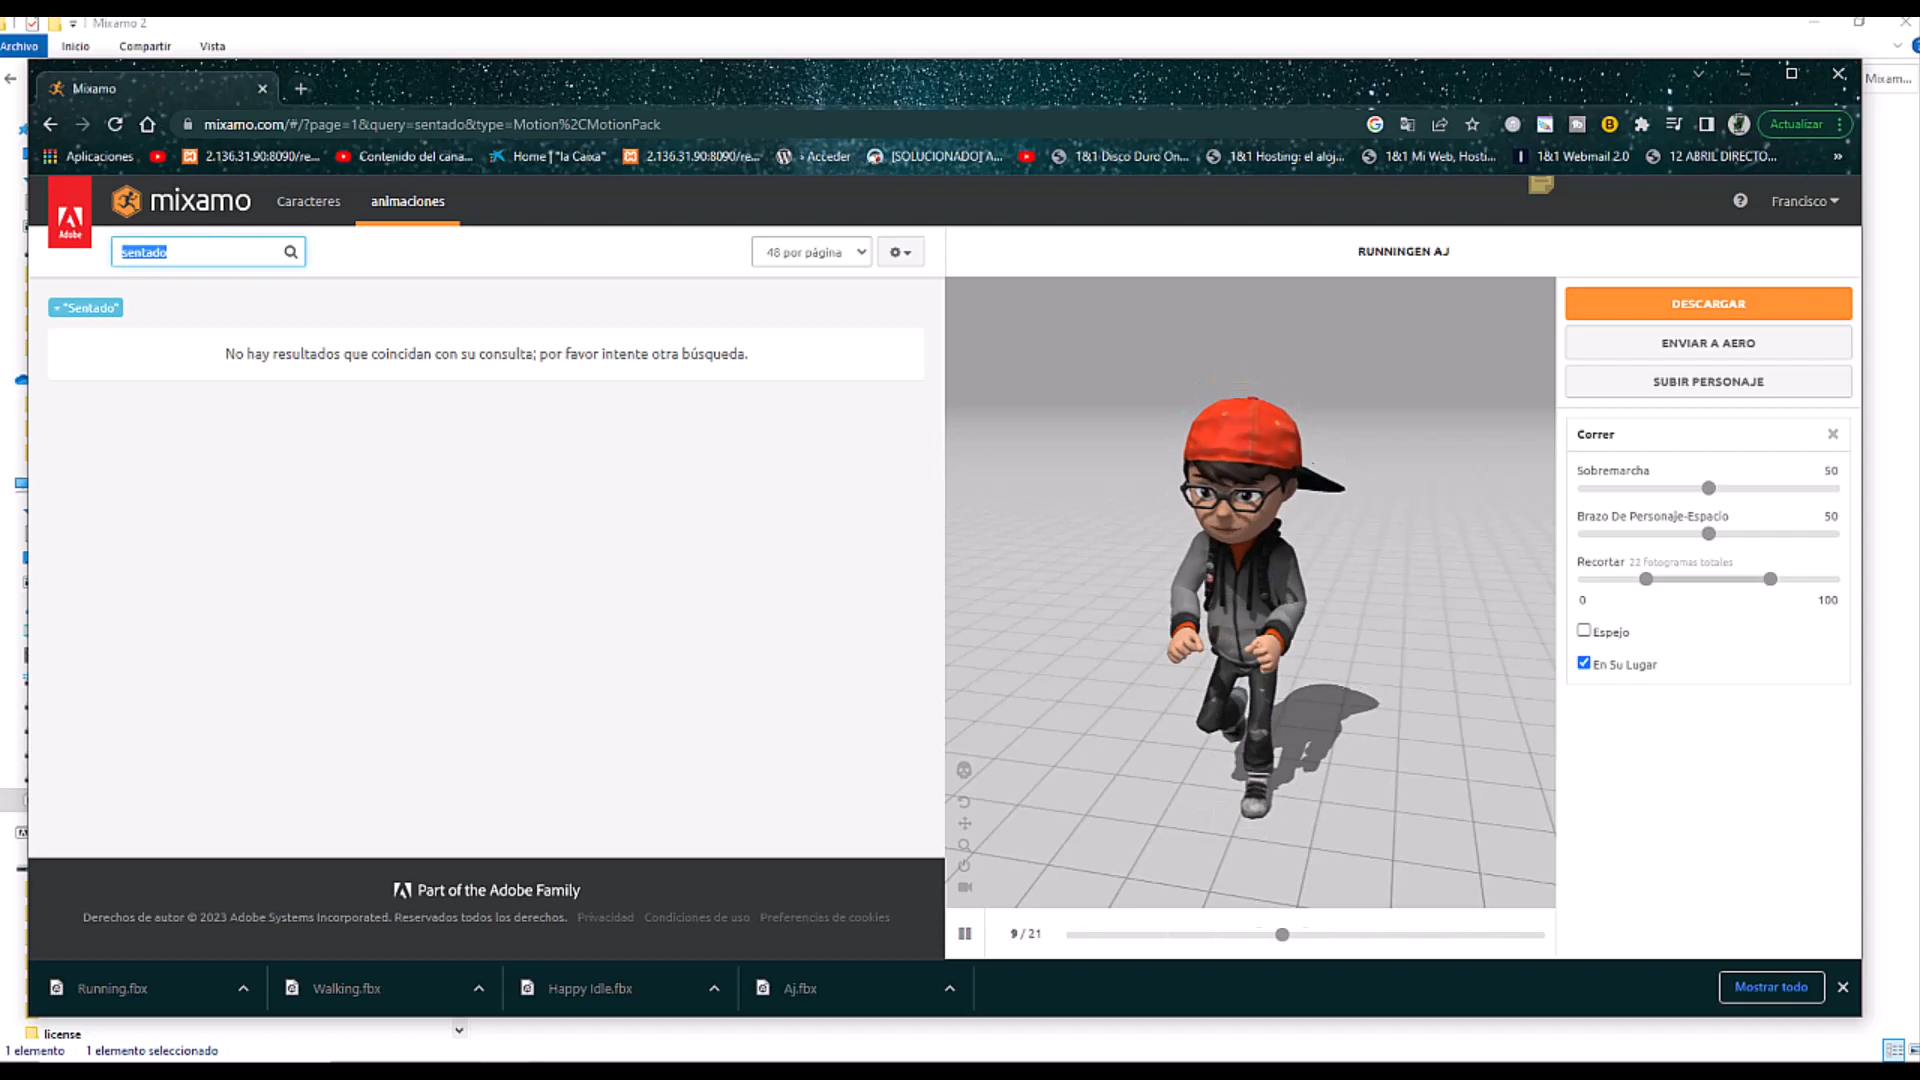 Mixamo 2
Archivo Inicio Compartir Vista
Mixamo
Mixam...
mixamo.com/#/?page=1&query=sentado&type=Motion%2CMotionPack
Actualizar
Aplicaciones 2.136.31.90:8090/re... Contenido del cana... Home | "la Caixa" 2.136.31.90:8090/re... Acceder [SOLUCIONADO] A... 1&1 Disco Duro On... 1&1 Hosting: el aloj... 1&1 Mi Web, Hosti... 1&1 Webmail 2.0 12 ABRIL DIRECTO... »
Adobe
mixamo Caracteres animaciones Francisco
sentado
48 por página
RUNNINGEN AJ
"Sentado"
DESCARGAR
No hay resultados que coincidan con su consulta; por favor intente otra búsqueda.
ENVIAR A AERO
SUBIR PERSONAJE
Correr
Sobremarcha 50
Brazo De Personaje-Espacio 50
Recortar 22 fotogramas totales
0 100
Espejo
En Su Lugar
Part of the Adobe Family
Derechos de autor © 2023 Adobe Systems Incorporated. Reservados todos los derechos. Privacidad Condiciones de uso Preferencias de cookies
9 / 21
Running.fbx Walking.fbx Happy Idle.fbx Aj.fbx Mostrar todo
license
1 elemento 1 elemento seleccionado